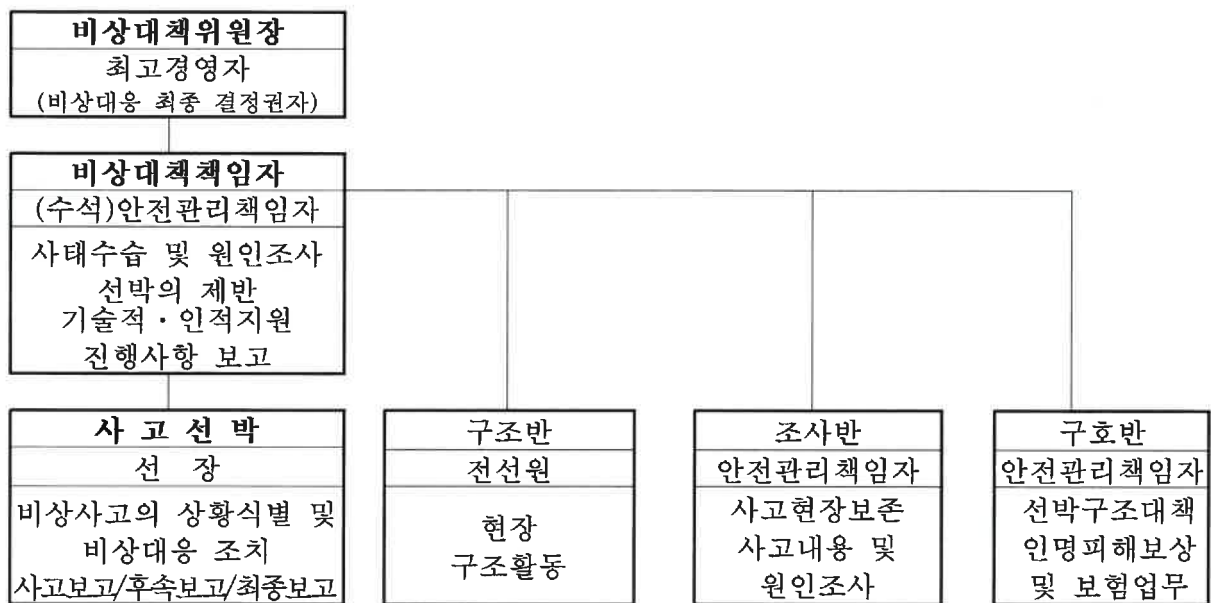 비상대책위원장
최고경영자
(비상대응 최종 결정권자)
비상대책책임자
(수석)안전관리책임자
사태수습 및 원인조사
선박의 제반
기술적·인적지원
진행사항 보고
사 고 선 박
선 장
비상사고의 상황식별 및
비상대응 조치
사고보고/후속보고/최종보고
구조반
전선원
현장
구조활동
조사반
안전관리책임자
사고현장보존
사고내용 및
원인조사
구호반
안전관리책임자
선박구조대책
인명피해보상
및 보험업무